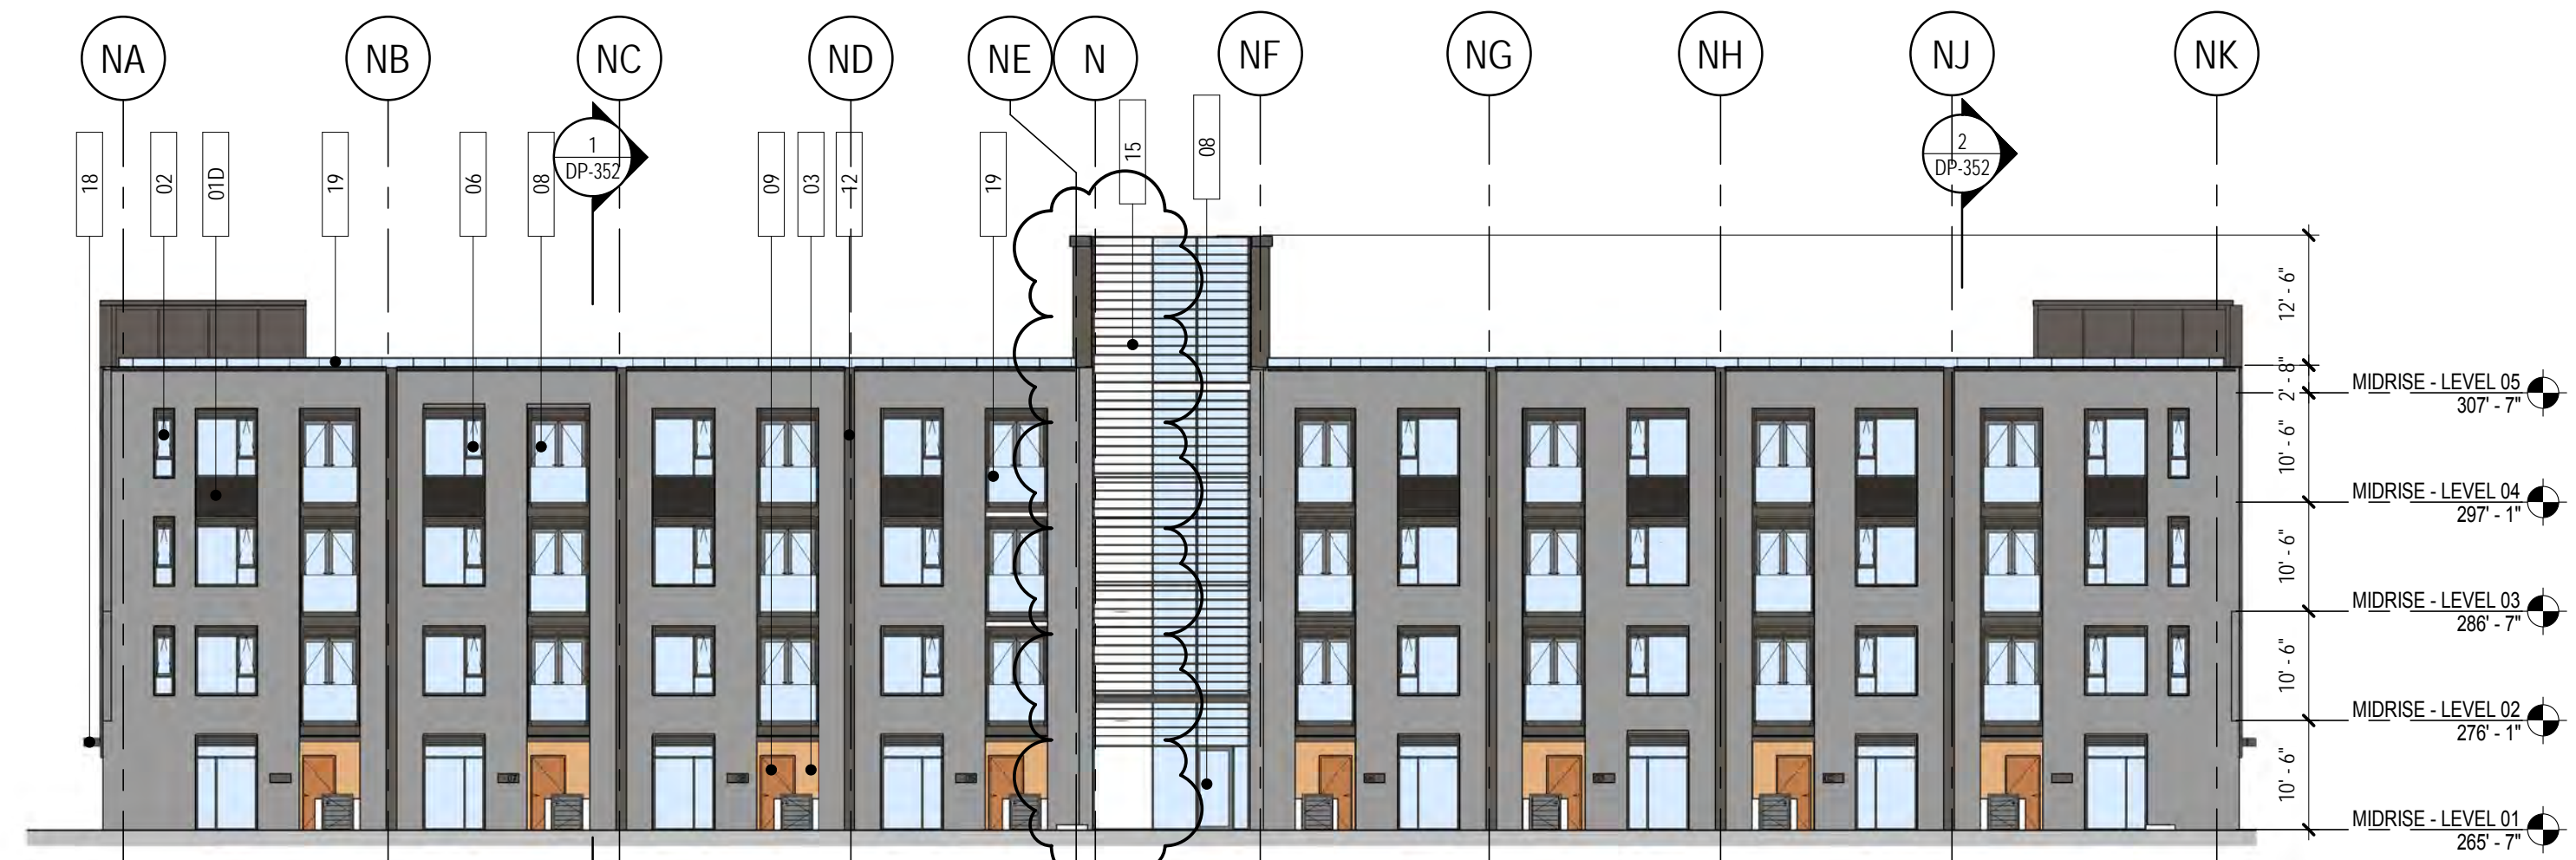 NA
NB
NC
ND
NE
N
NF
NG
NH
NJ
NK
18
02
01D
19
06
08
1
DP-352
09
03
12
19
15
08
2
DP-352
12' - 6"
2' - 8"
10' - 6"
10' - 6"
10' - 6"
10' - 6"
MIDRISE - LEVEL 05
307' - 7"
MIDRISE - LEVEL 04
297' - 1"
MIDRISE - LEVEL 03
286' - 7"
MIDRISE - LEVEL 02
276' - 1"
MIDRISE - LEVEL 01
265' - 7"